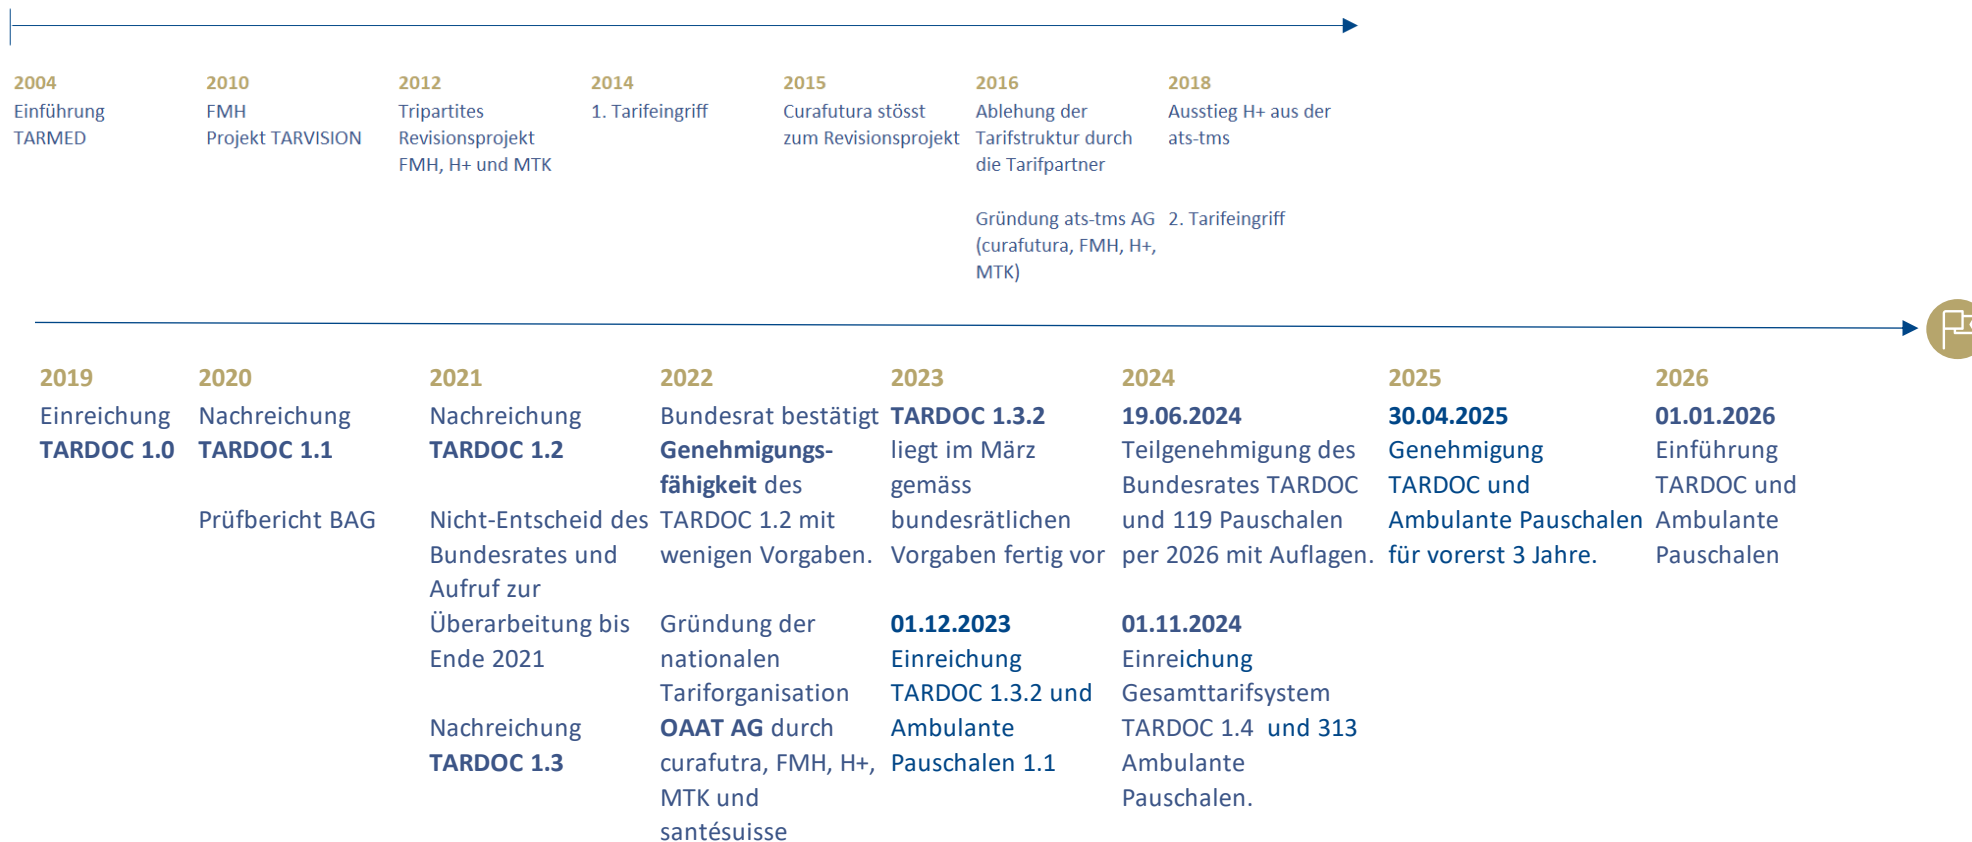 2004
Einführung
TARMED
2010
FMH
Projekt TARVISION
2012
Tripartites
Revisionsprojekt
FMH, H+ und MTK
2014
1. Tarifeingriff
2015
Curafutura stösst
zum Revisionsprojekt
2016
Ablehung der
Tarifstruktur durch
die Tarifpartner
Gründung ats-tms AG
(curafutura, FMH, H+,
MTK)
2018
Ausstieg H+ aus der
ats-tms
2. Tarifeingriff
2019
Einreichung
TARDOC 1.0
2020
Nachreichung
TARDOC 1.1
Prüfbericht BAG
2021
Nachreichung
TARDOC 1.2
Nicht-Entscheid des
Bundesrates und
Aufruf zur
Überarbeitung bis
Ende 2021
Nachreichung
TARDOC 1.3
2022
Bundesrat bestätigt
Genehmigungs-
fähigkeit des
TARDOC 1.2 mit
wenigen Vorgaben.
Gründung der
nationalen
Tariforganisation
OAAT AG durch
curafutra, FMH, H+,
MTK und
santésuisse
2023
TARDOC 1.3.2
liegt im März
gemäss
bundesrätlichen
Vorgaben fertig vor
01.12.2023
Einreichung
TARDOC 1.3.2 und
Ambulante
Pauschalen 1.1
2024
19.06.2024
Teilgenehmigung des
Bundesrates TARDOC
und 119 Pauschalen
per 2026 mit Auflagen.
01.11.2024
Einreichung
Gesamttarifsystem
TARDOC 1.4 und 313
Ambulante
Pauschalen.
2025
30.04.2025
Genehmigung
TARDOC und
Ambulante Pauschalen
für vorerst 3 Jahre.
2026
01.01.2026
Einführung
TARDOC und
Ambulante
Pauschalen